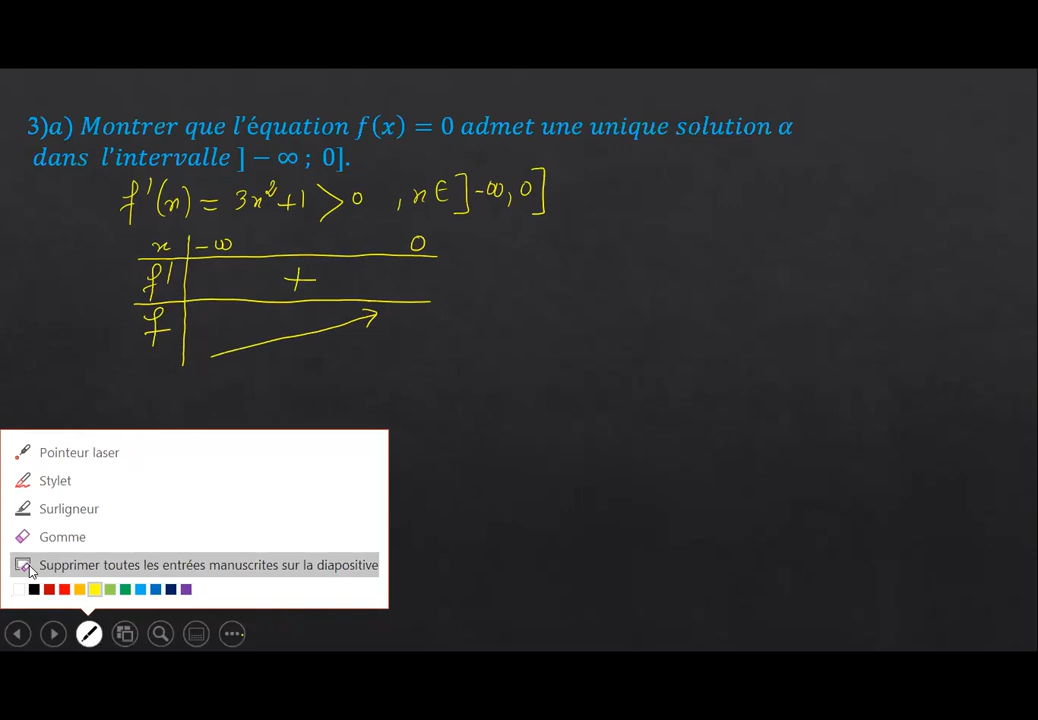 3)a) Montrer que l'équation f(x) = 0 admet une unique solution α
dans l'intervalle ] − ∞ ; 0].
f'(x) = 3x²+1 > 0 , x ∈ ]-∞, 0]
x -∞ 0
f' +
f
Pointeur laser
Stylet
Surligneur
Gomme
Supprimer toutes les entrées manuscrites sur la diapositive